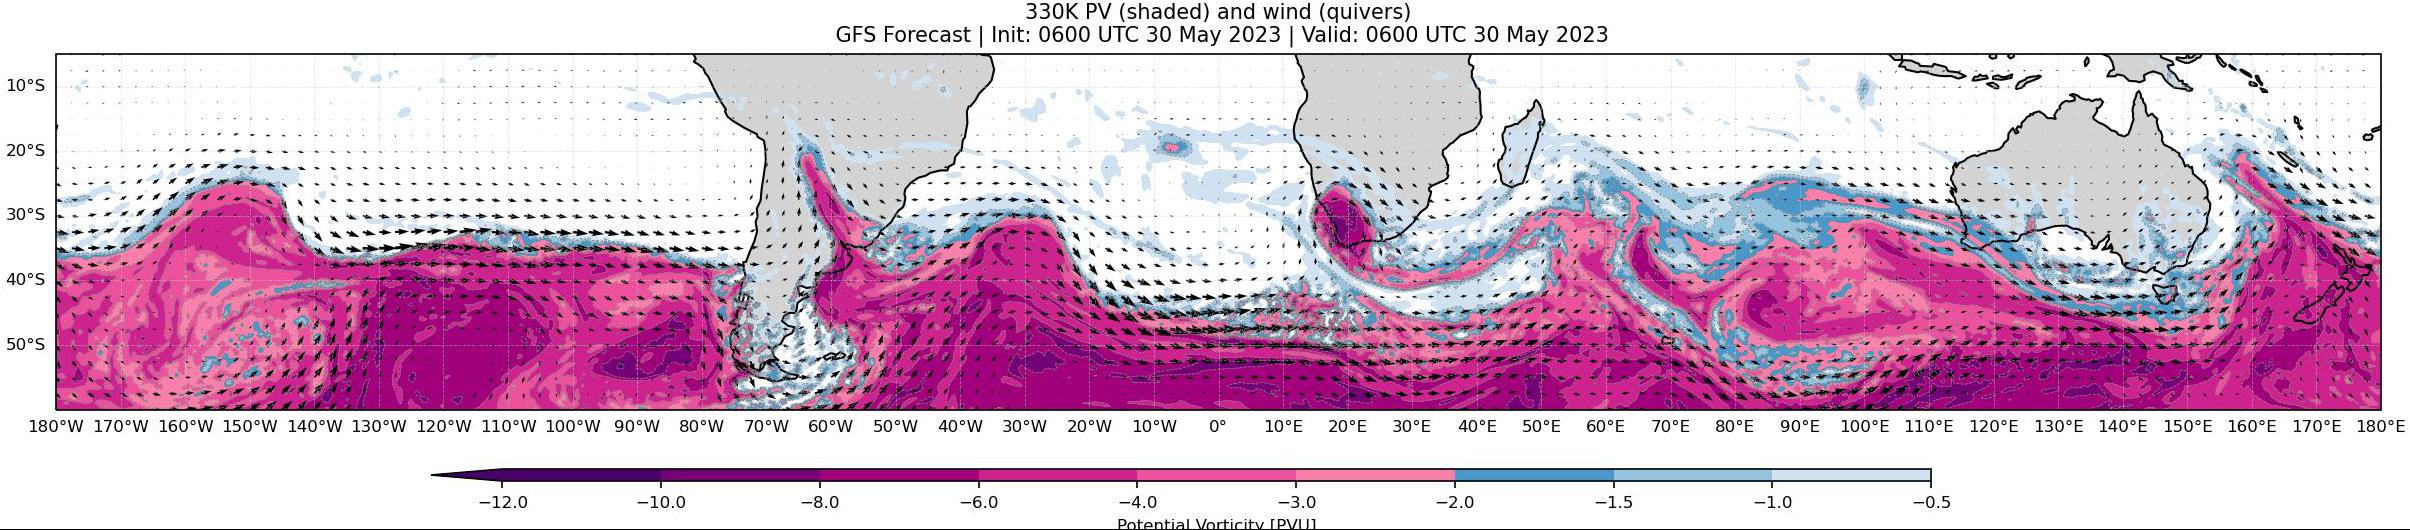 330K PV (shaded) and wind (quivers)
GFS Forecast | Init: 0600 UTC 30 May 2023 | Valid: 0600 UTC 30 May 2023
10°S
20°S
30°S
40°S
50°S
180°W 170°W 160°W 150°W 140°W 130°W 120°W 110°W 100°W 90°W 80°W 70°W 60°W 50°W 40°W 30°W 20°W 10°W 0° 10°E 20°E 30°E 40°E 50°E 60°E 70°E 80°E 90°E 100°E 110°E 120°E 130°E 140°E 150°E 160°E 170°E 180°E
−12.0 −10.0 −8.0 −6.0 −4.0 −3.0 −2.0 −1.5 −1.0 −0.5
Potential Vorticity [PVU]